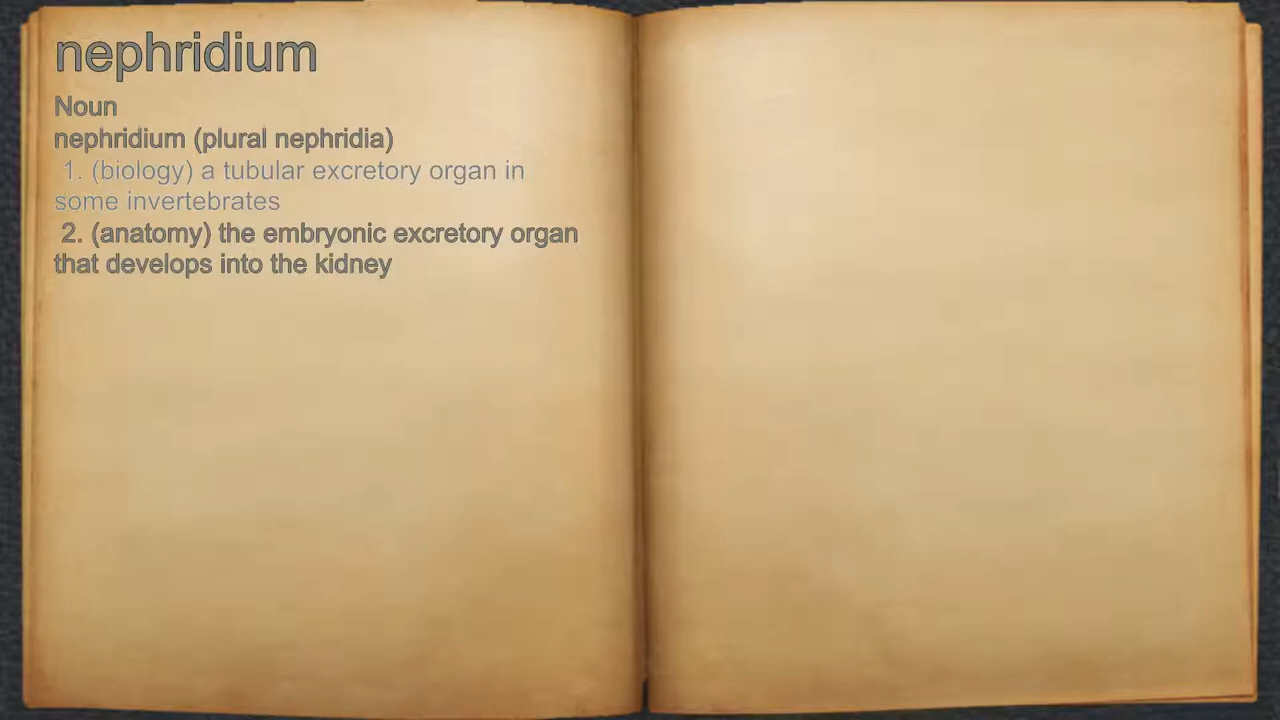 nephridium
Noun
nephridium (plural nephridia)
1. (biology) a tubular excretory organ in
some invertebrates
2. (anatomy) the embryonic excretory organ
that develops into the kidney